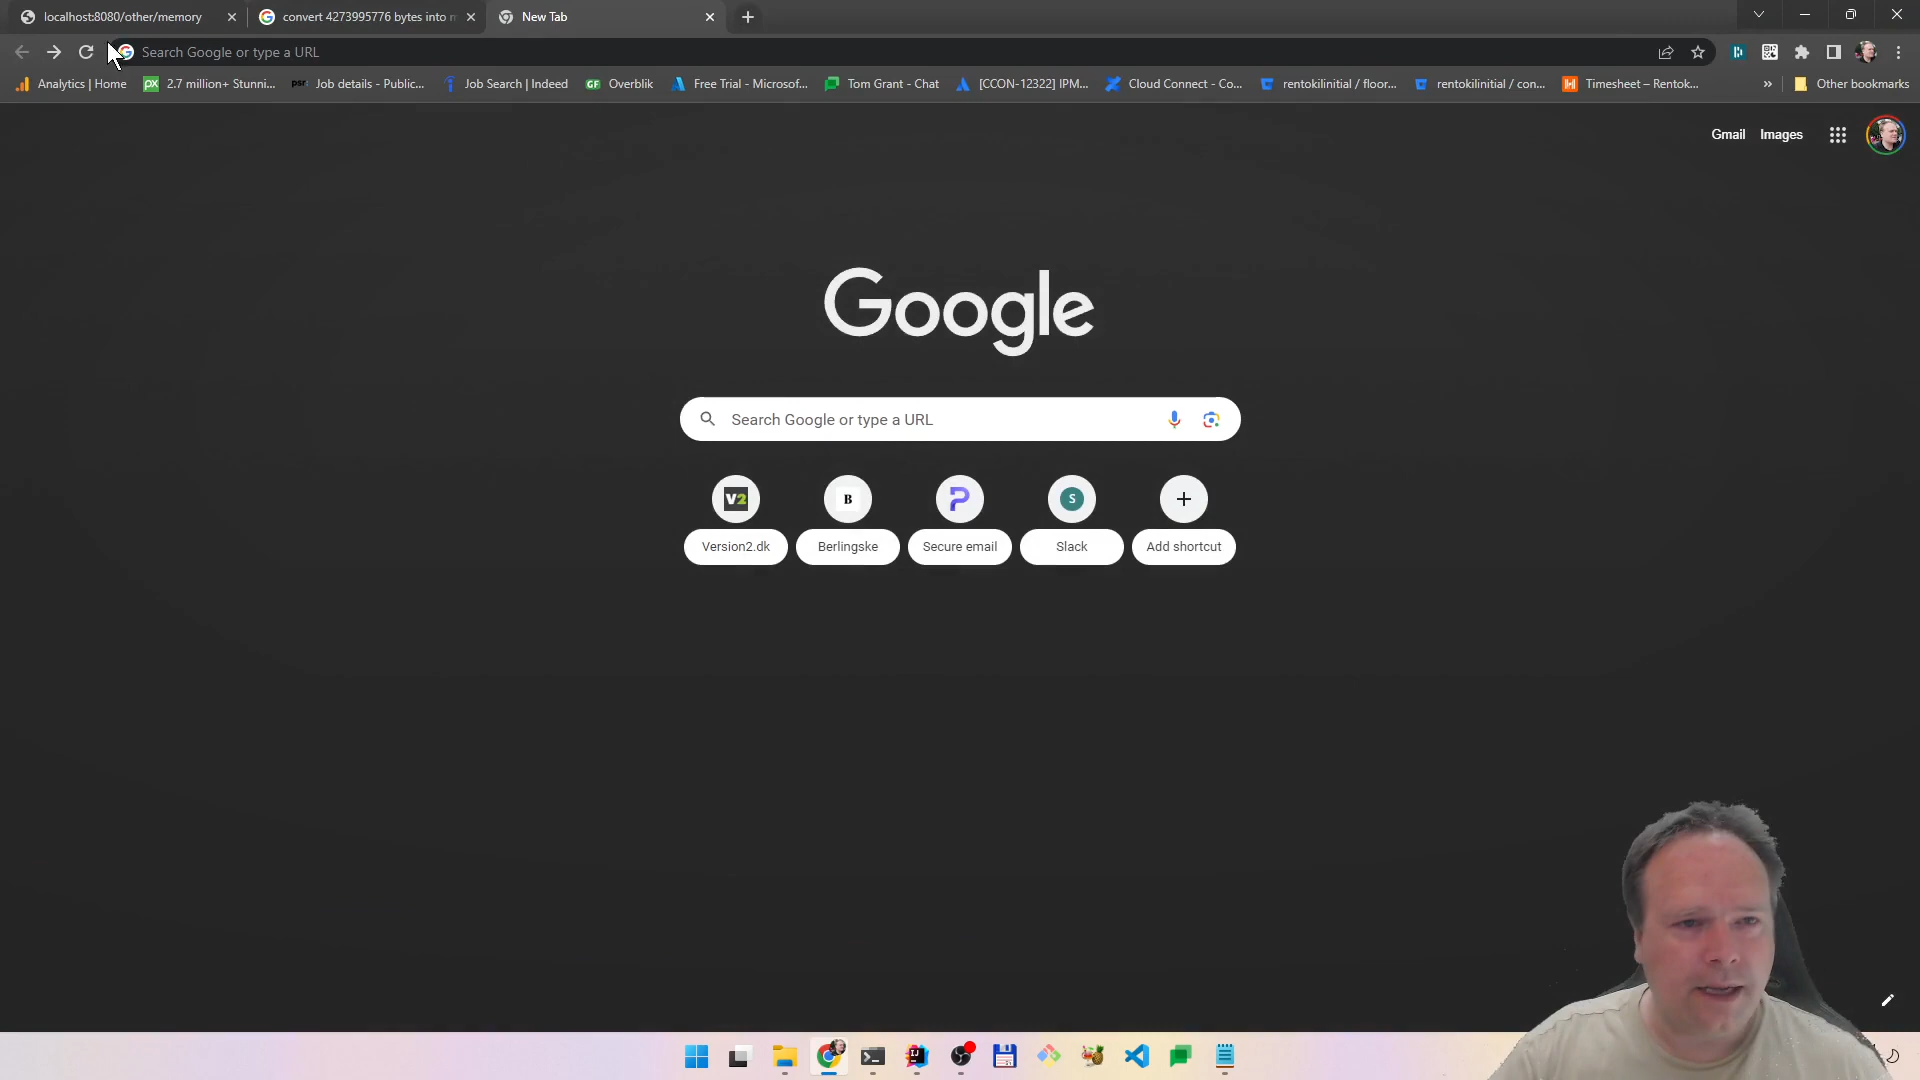 localhost:8080/other/memory
convert 4273995776 bytes into m
New Tab
Search Google or type a URL
Analytics | Home
2.7 million+ Stunni...
psr
Job details - Public...
Job Search | Indeed
GF
Overblik
Free Trial - Microsof...
Tom Grant - Chat
[CCON-12322] IPM...
Cloud Connect - Co...
rentokilinitial / floor...
rentokilinitial / con...
Timesheet – Rentok...
»
Other bookmarks
Gmail
Images
Google
Search Google or type a URL
V2
B
S
Version2.dk
Berlingske
Secure email
Slack
Add shortcut